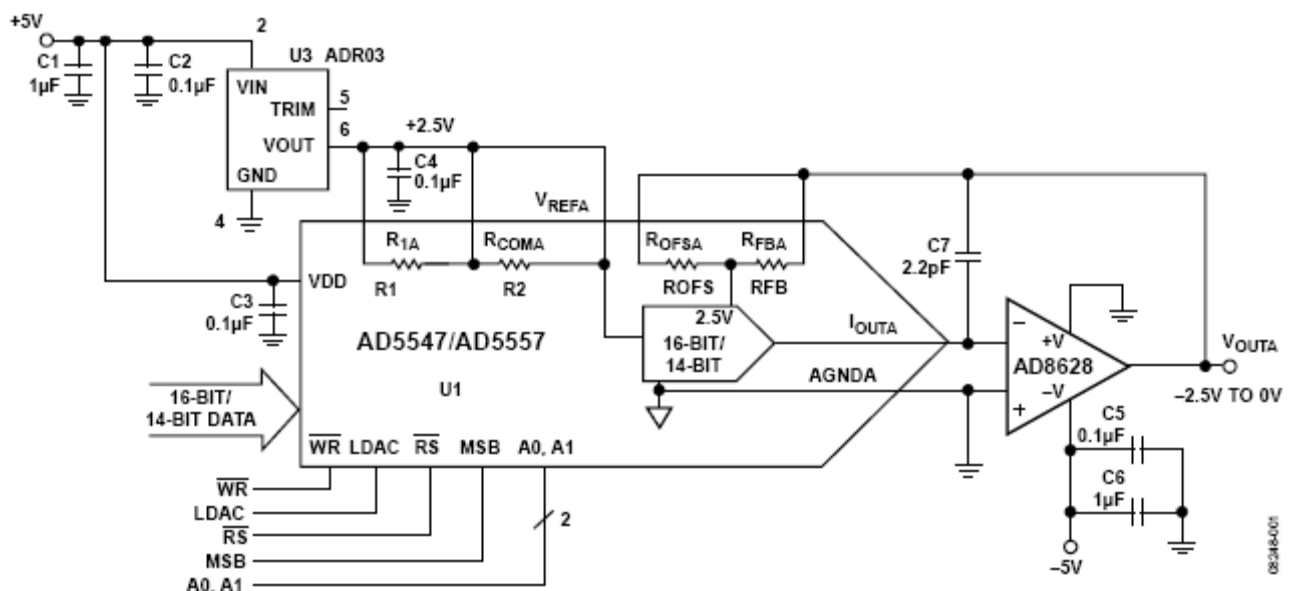 +5V
2
U3 ADR03
C1
1µF
C2
0.1µF
VIN
TRIM
5
VOUT
6
GND
4
+2.5V
C4
0.1µF
VREFA
R1A
RCOMA
R1
R2
ROFSA
RFBA
ROFS
RFB
C7
2.2pF
VDD
C3
0.1µF
2.5V
16-BIT/
14-BIT
IOUTA
AD5547/AD5557
U1
AGNDA
−
+V
AD8628
−V
+
VOUTA
−2.5V TO 0V
16-BIT/
14-BIT DATA
C5
0.1µF
C6
1µF
−5V
WR LDAC RS MSB A0, A1
WR
LDAC
RS
MSB
A0, A1
2
08248-001